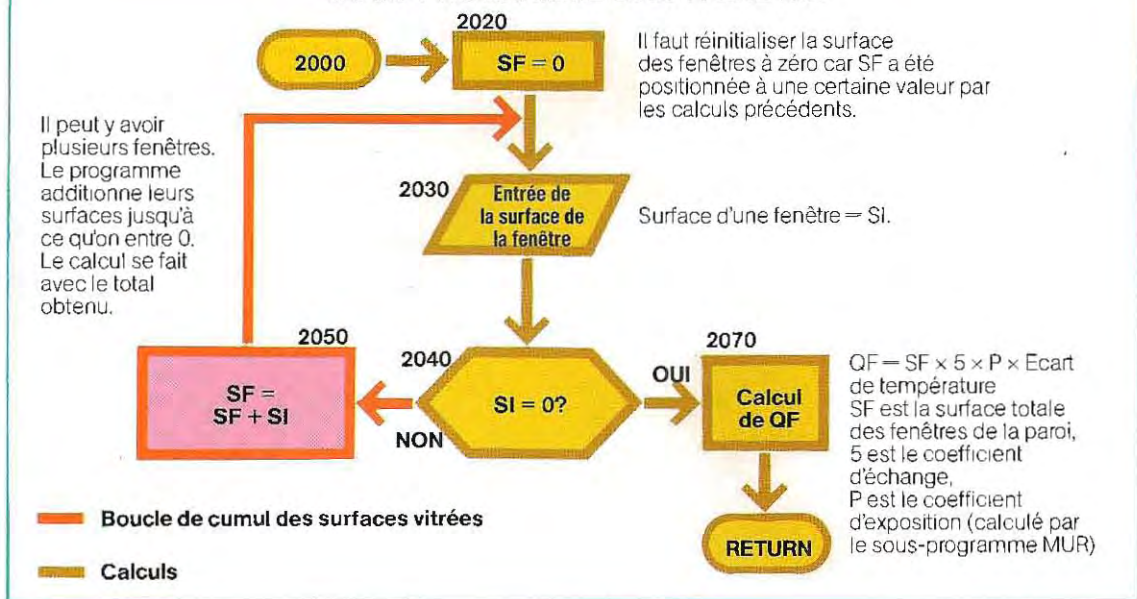 2020
2000
SF = 0
Il faut réinitialiser la surface
des fenêtres à zéro car SF a été
positionnée à une certaine valeur par
les calculs précédents.
Il peut y avoir
plusieurs fenêtres.
Le programme
additionne leurs
surfaces jusqu'à
ce qu'on entre 0.
Le calcul se fait
avec le total
obtenu.
2030
Entrée de
la surface de
la fenêtre
Surface d'une fenêtre = SI.
2050
SF =
SF + SI
2040
SI = 0?
NON
OUI
2070
Calcul
de QF
QF = SF × 5 × P × Ecart
de température
SF est la surface totale
des fenêtres de la paroi,
5 est le coefficient
d'échange,
P est le coefficient
d'exposition (calculé par
le sous-programme MUR)
RETURN
Boucle de cumul des surfaces vitrées
Calculs